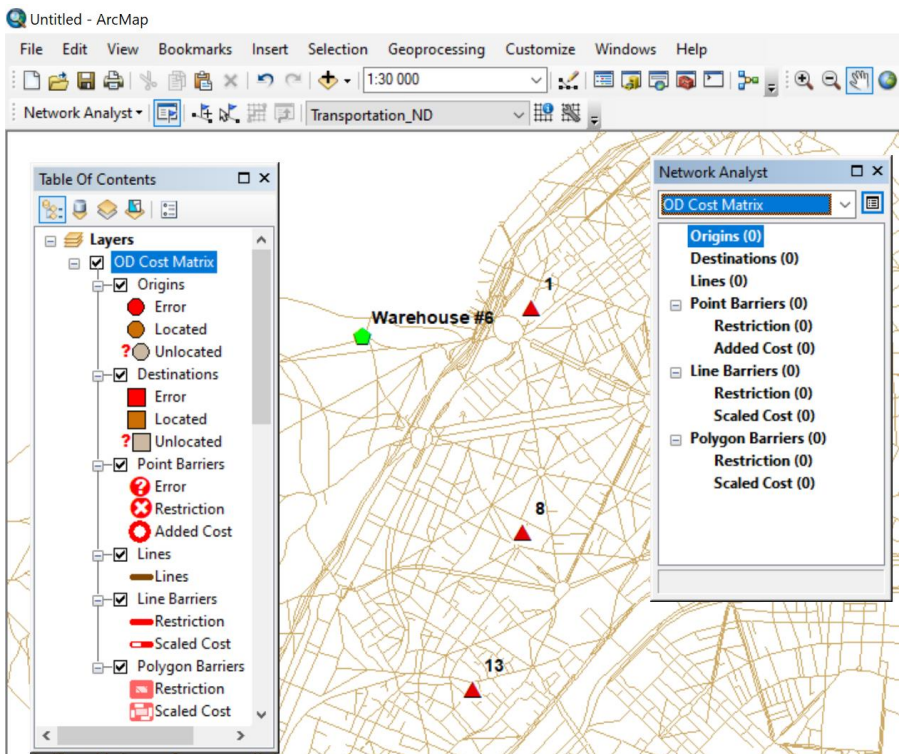 Untitled - ArcMap
File Edit View Bookmarks Insert Selection Geoprocessing Customize Windows Help
1:30 000
Network Analyst
Transportation_ND
Table Of Contents
Layers
OD Cost Matrix
Origins
Error
Located
?
Unlocated
Destinations
Error
Located
?
Unlocated
Point Barriers
?
Error
Restriction
Added Cost
Lines
Lines
Line Barriers
Restriction
Scaled Cost
Polygon Barriers
Restriction
Scaled Cost
Warehouse #6
1
8
13
Network Analyst
OD Cost Matrix
Origins (0)
Destinations (0)
Lines (0)
Point Barriers (0)
Restriction (0)
Added Cost (0)
Line Barriers (0)
Restriction (0)
Scaled Cost (0)
Polygon Barriers (0)
Restriction (0)
Scaled Cost (0)